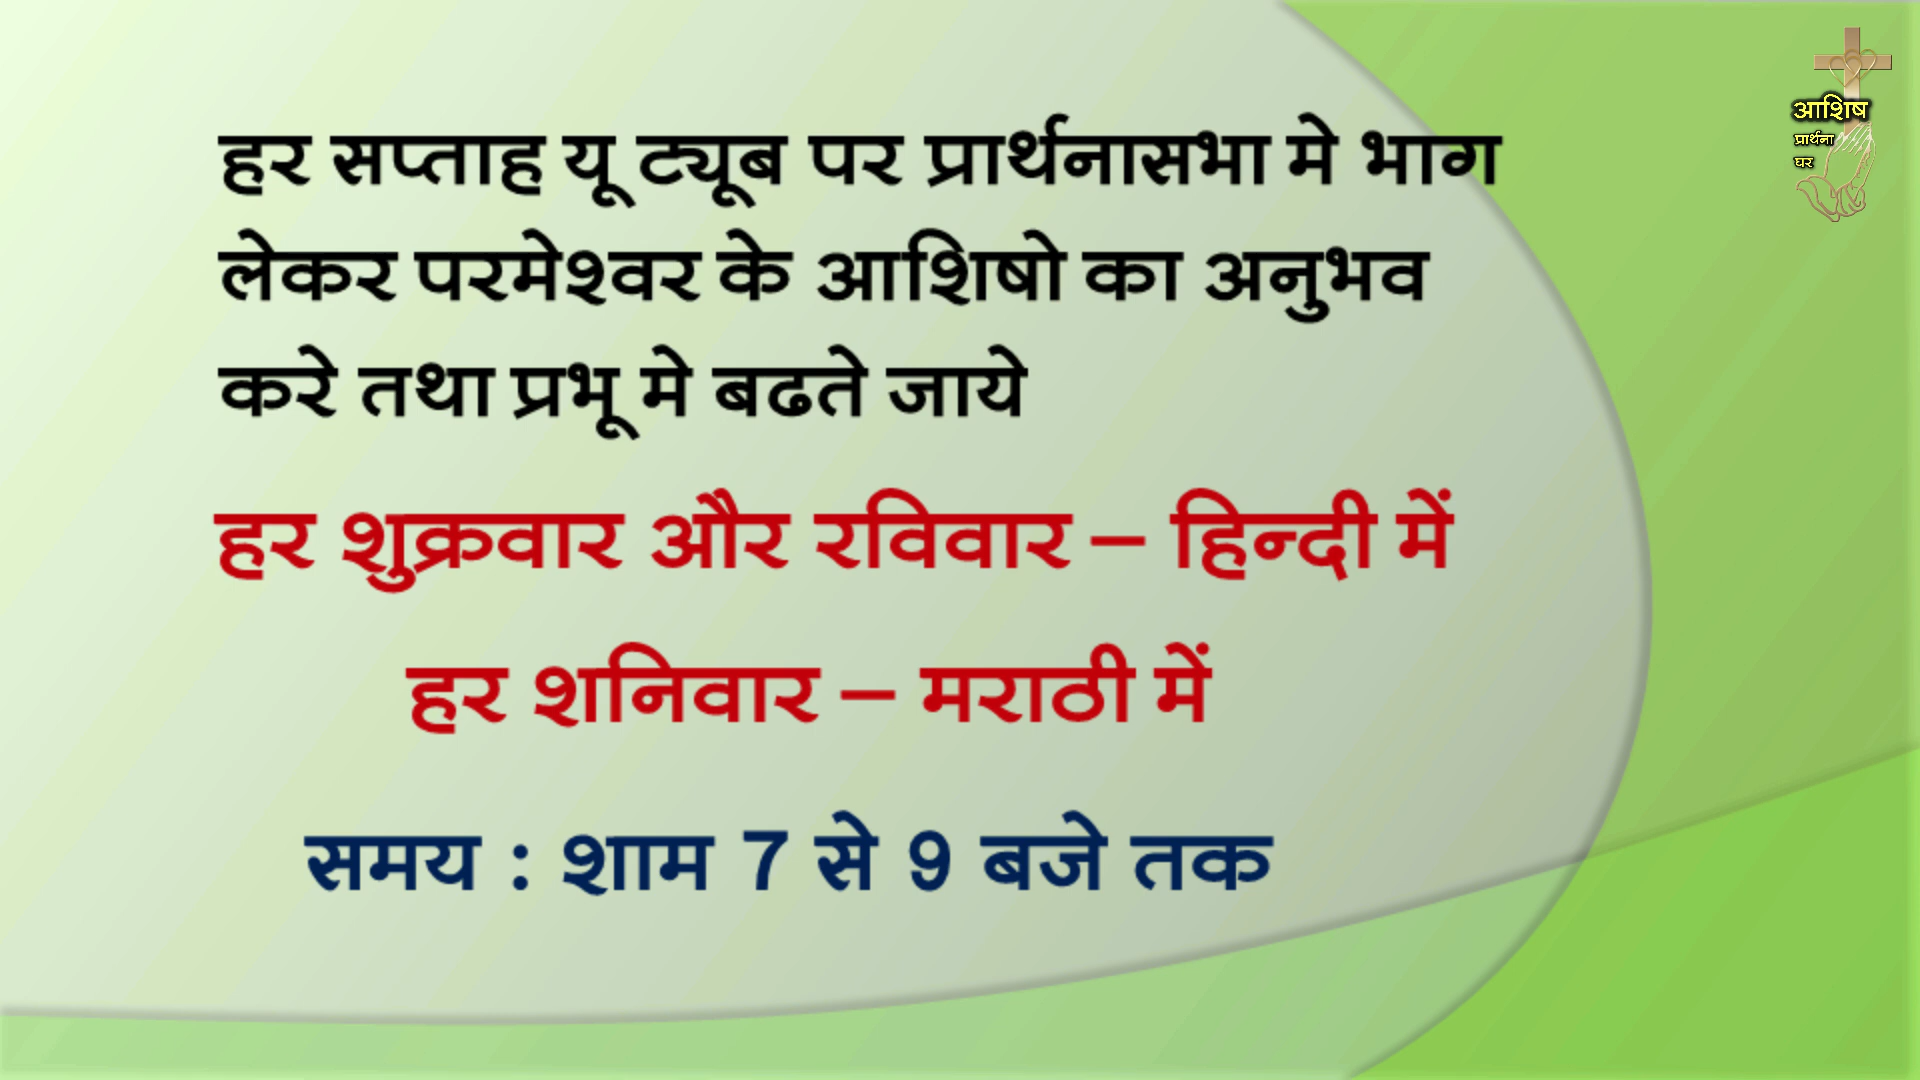 हर सप्ताह यू ट्यूब पर प्रार्थनासभा मे भाग
लेकर परमेश्वर के आशिषो का अनुभव
करे तथा प्रभू मे बढते जाये
हर शुक्रवार और रविवार – हिन्दी में
हर शनिवार – मराठी में
समय : शाम 7 से 9 बजे तक
आशिष
प्रार्थना
घर